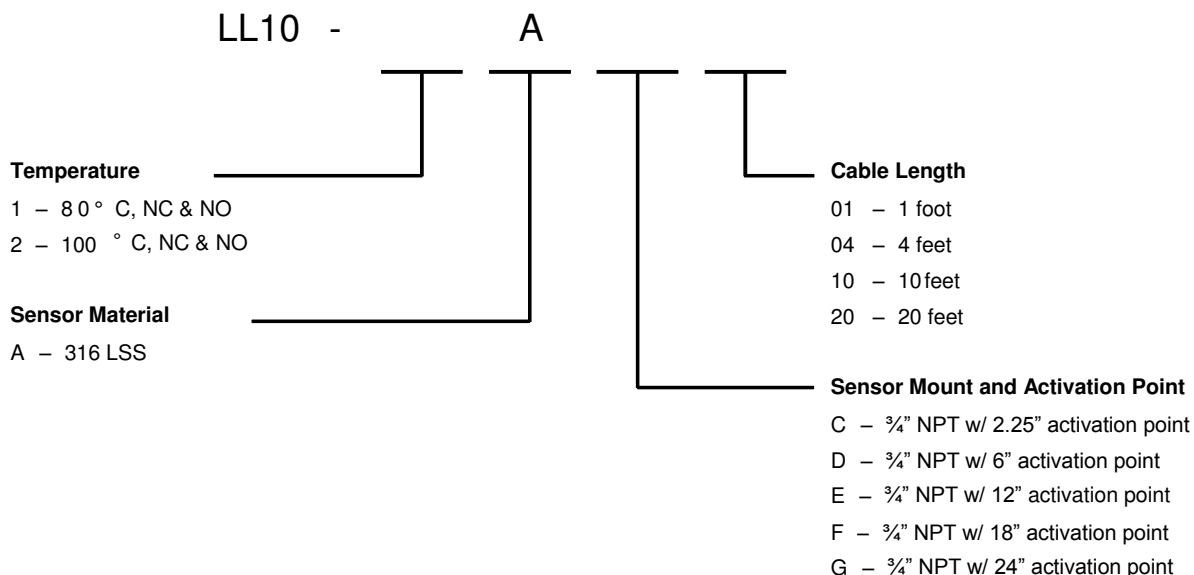 LL10 - A
Temperature
1 – 80° C, NC & NO
2 – 100 ° C, NC & NO
Sensor Material
A – 316 LSS
Cable Length
01 – 1 foot
04 – 4 feet
10 – 10 feet
20 – 20 feet
Sensor Mount and Activation Point
C – ¾” NPT w/ 2.25” activation point
D – ¾” NPT w/ 6” activation point
E – ¾” NPT w/ 12” activation point
F – ¾” NPT w/ 18” activation point
G – ¾” NPT w/ 24” activation point